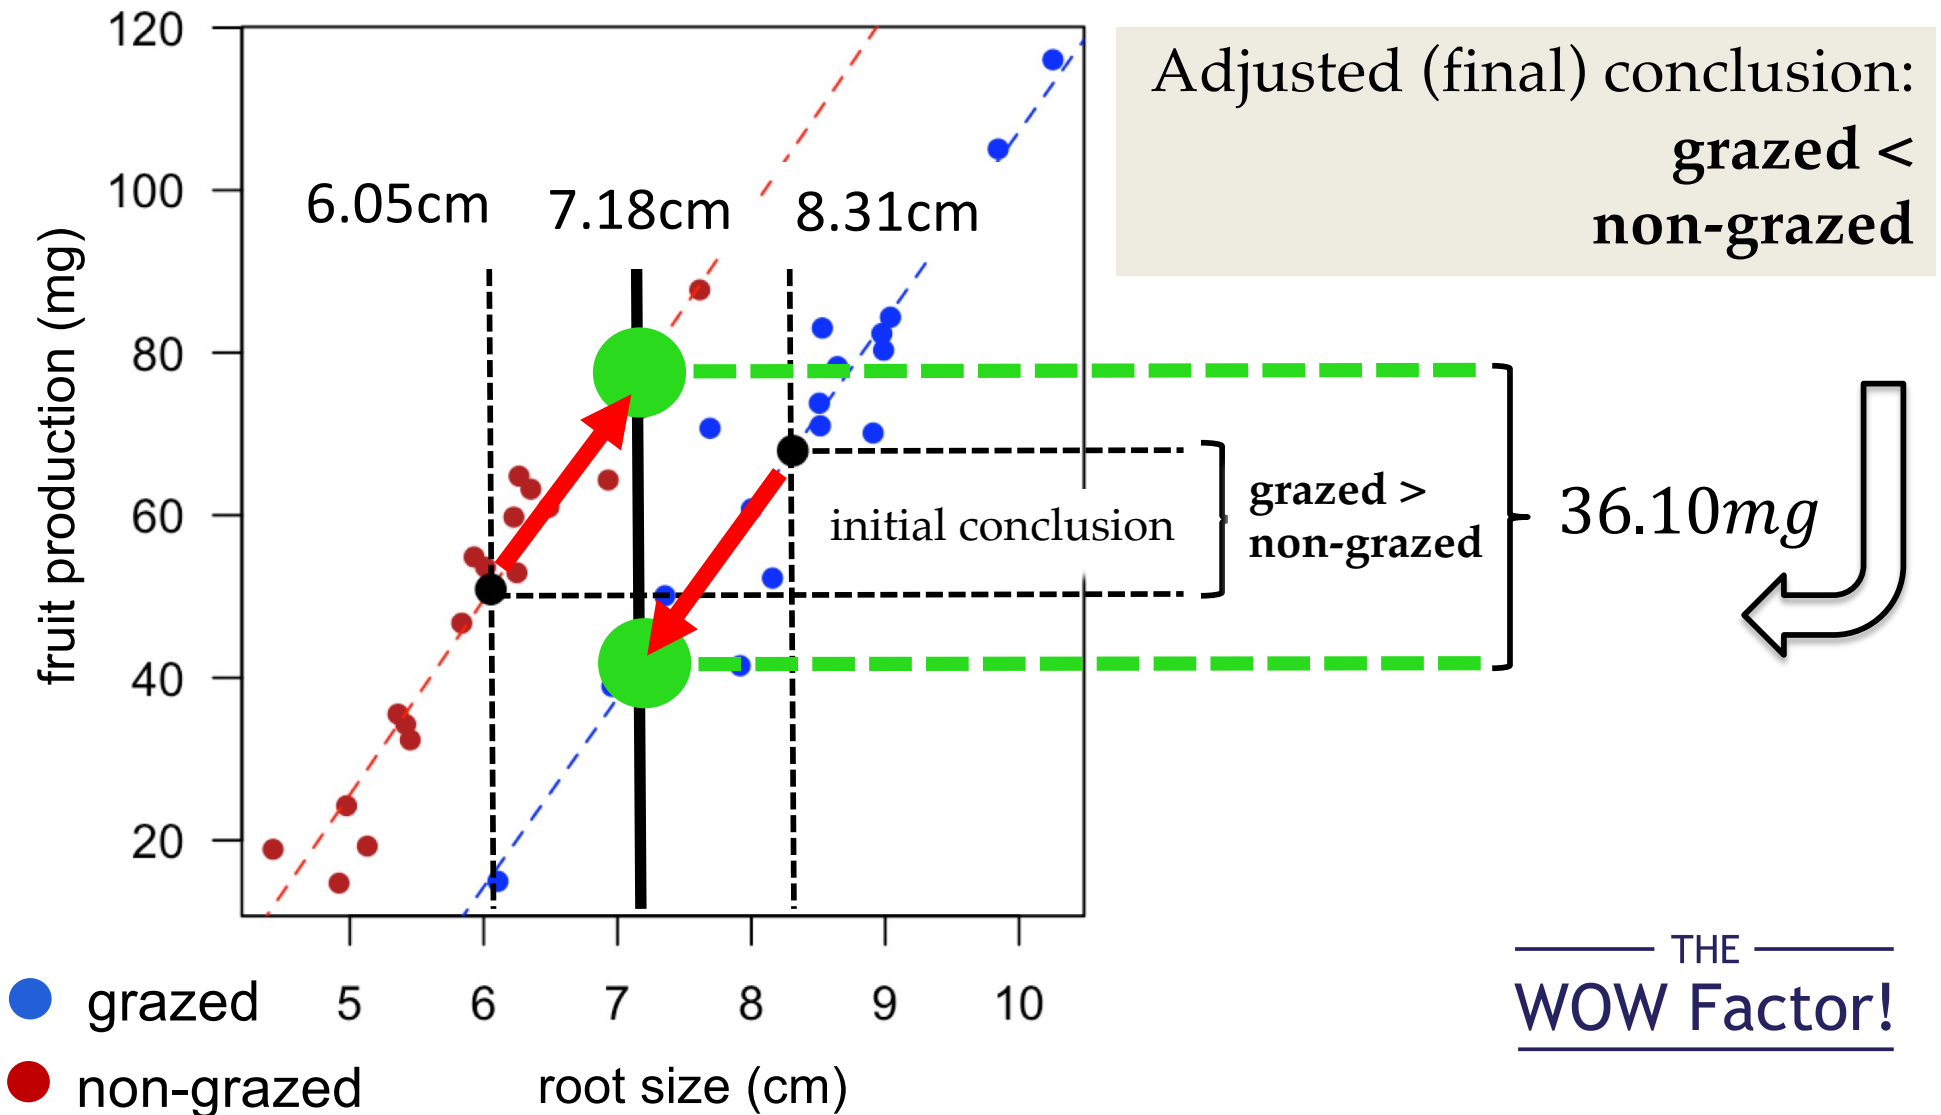 120
100
80
60
40
20
fruit production (mg)
6.05cm
7.18cm
8.31cm
Adjusted (final) conclusion:
grazed <
non-grazed
initial conclusion
grazed >
non-grazed
36.10mg
5
6
7
8
9
10
root size (cm)
grazed
non-grazed
THE
WOW Factor!